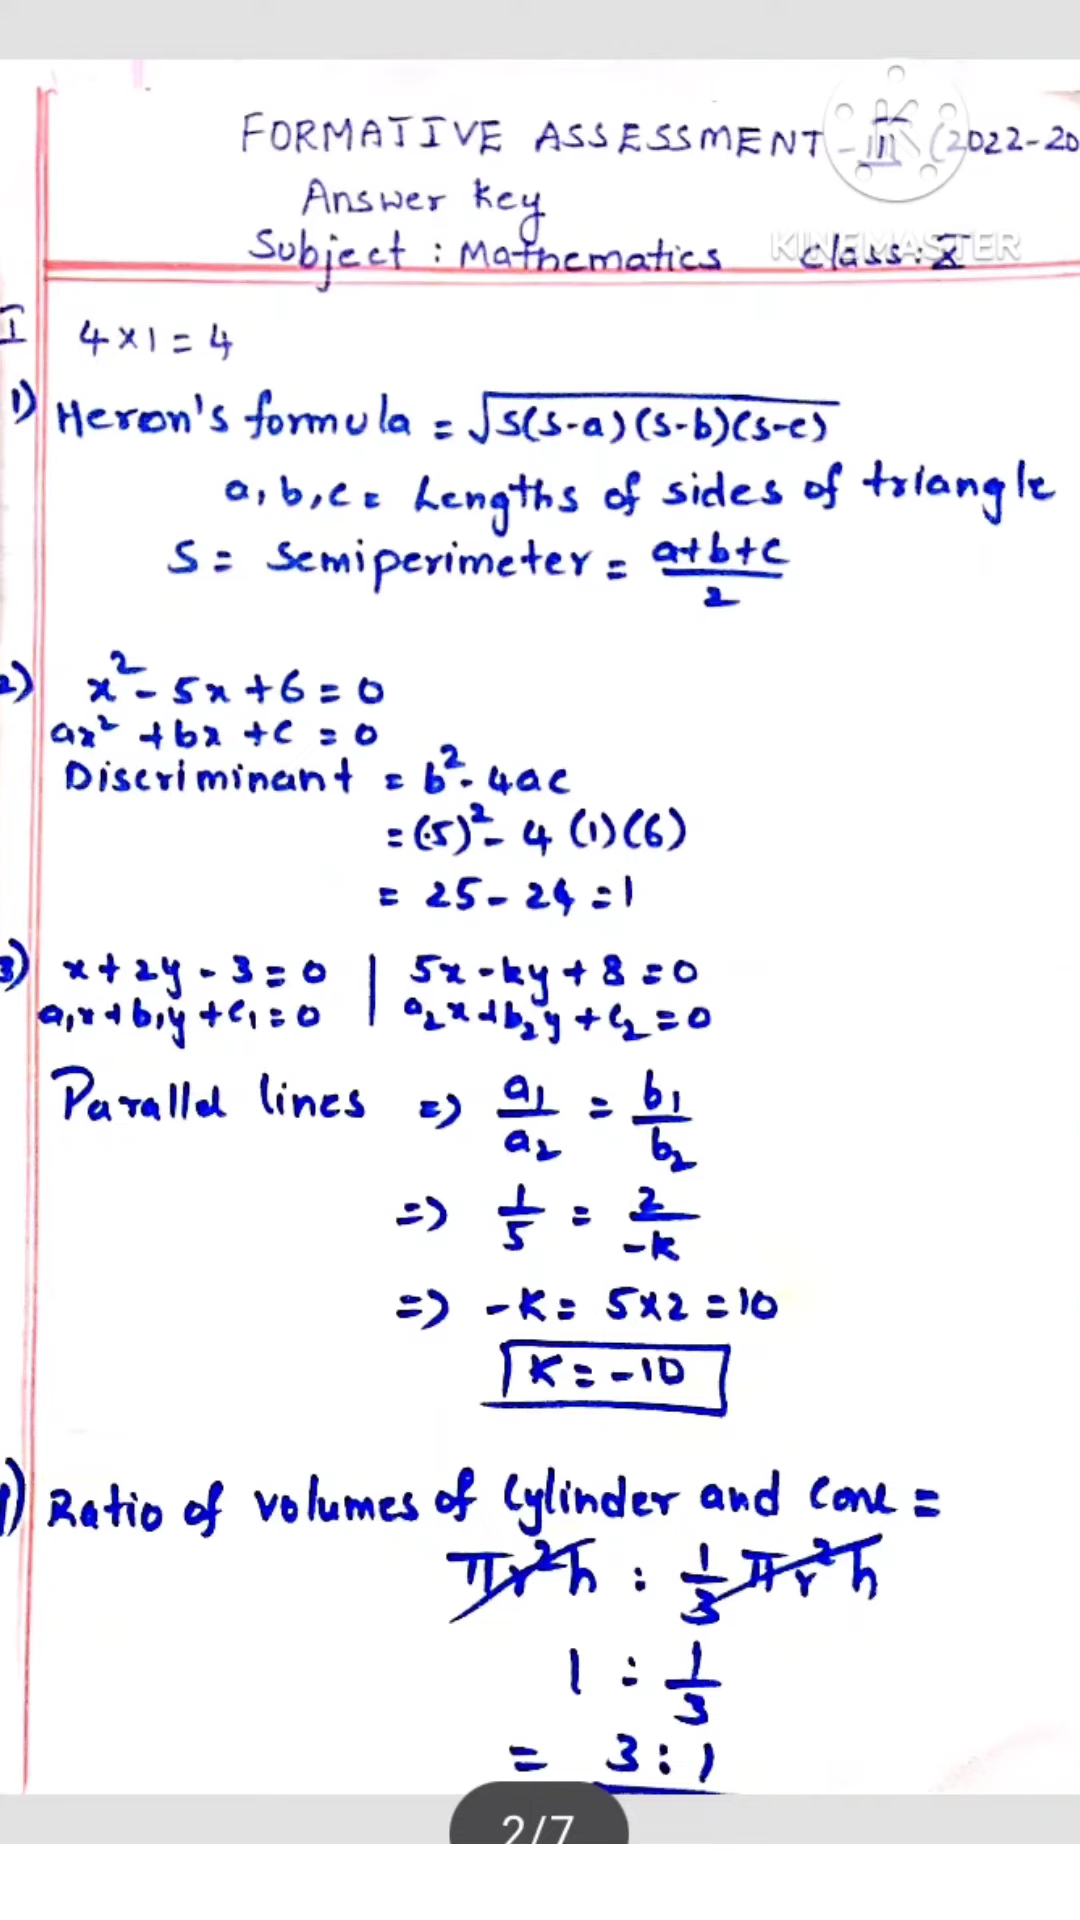 FORMATIVE ASSESSMENT - III (2022-20
Answer Key
Subject : Mathematics Class: X
KINEMASTER
I 4 × 1 = 4
1) Heron's formula = √s(s-a)(s-b)(s-c)
a, b, c = Lengths of sides of triangle
S = Semiperimeter = a+b+c/2
2) x² - 5x + 6 = 0
ax² + bx + c = 0
Discriminant = b² - 4ac
= (-5)² - 4 (1)(6)
= 25 - 24 = 1
3) x + 2y - 3 = 0 | 5x - ky + 8 = 0
a₁x + b₁y + c₁ = 0 | a₂x + b₂y + c₂ = 0
Parallel lines => a₁/a₂ = b₁/b₂
=> 1/5 = 2/-k
=> -K = 5×2 = 10
K = -10
) Ratio of volumes of Cylinder and Cone =
πr²h : 1/3 πr²h
1 : 1/3
= 3 : 1
2/7